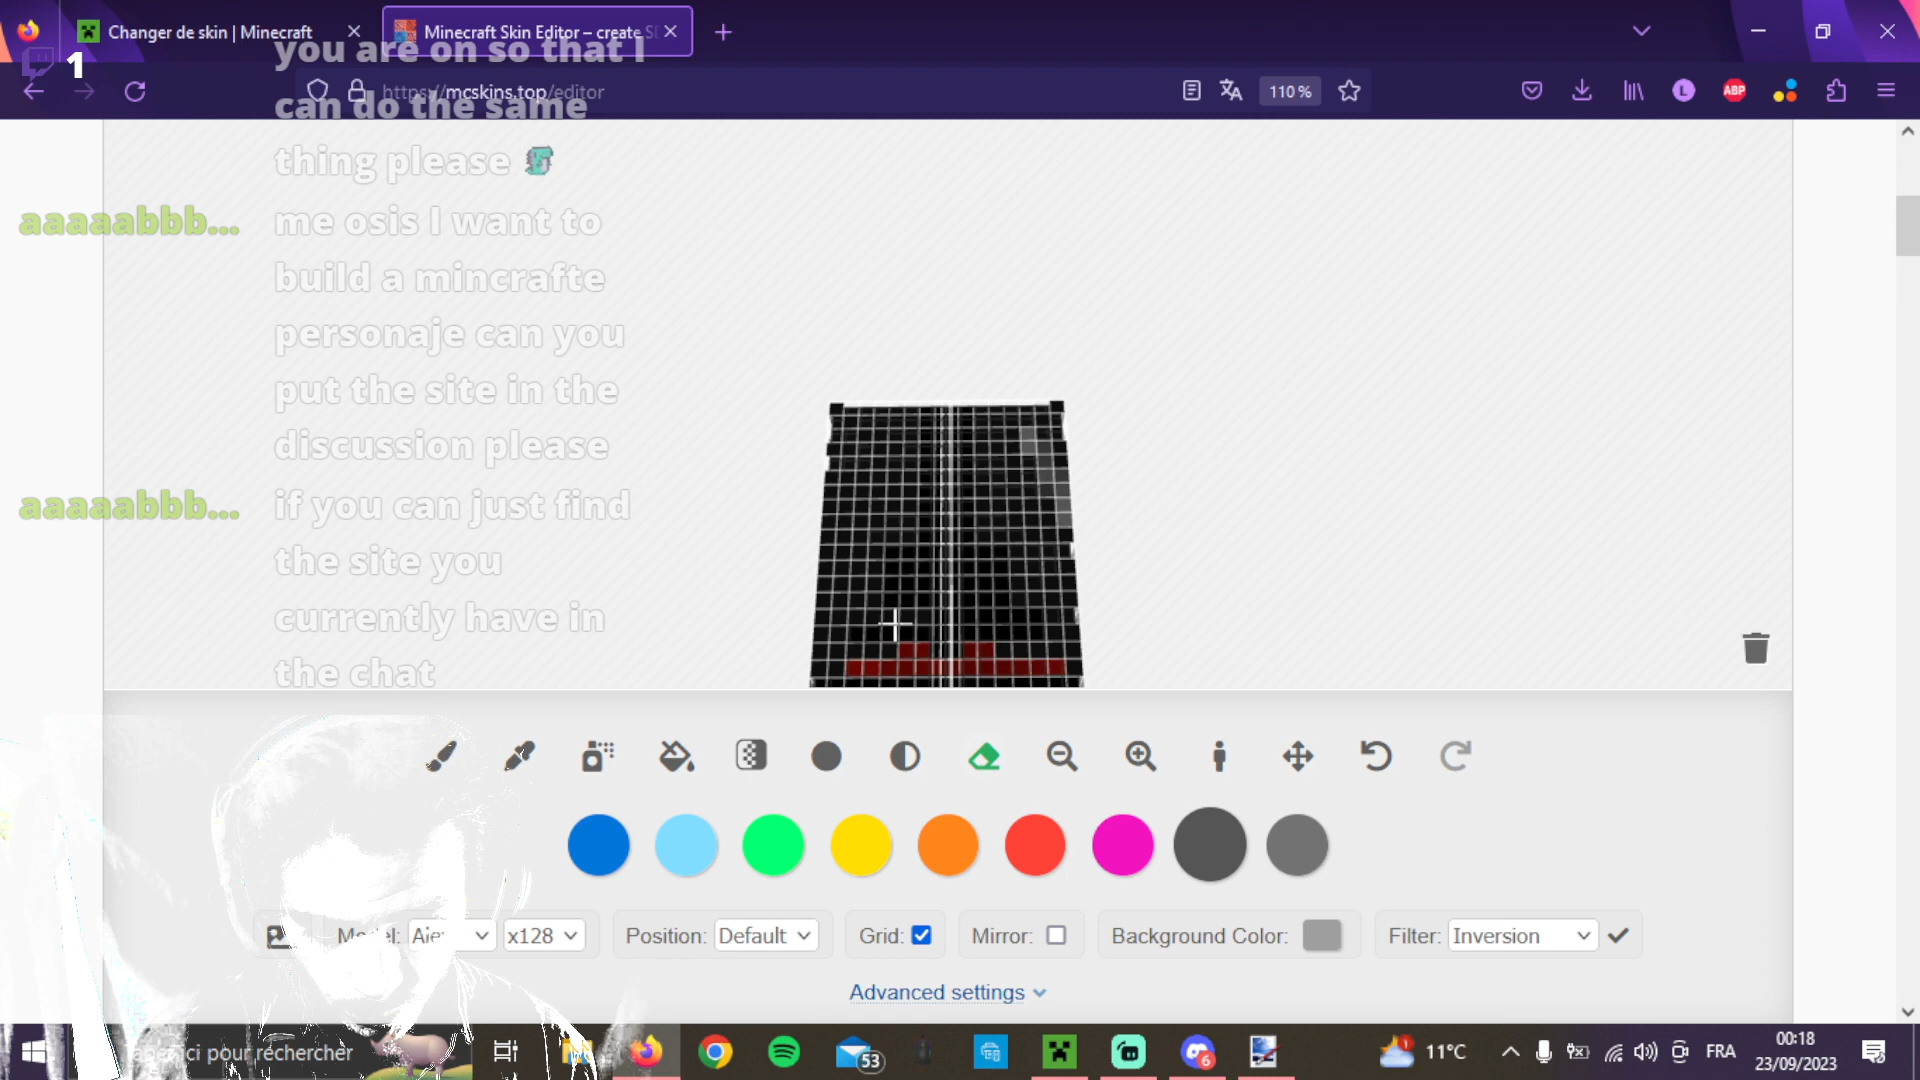 Changer de skin | Minecraft
Minecraft Skin Editor – create S
1
you are on so that I
https://mcskins.top/editor
110 %
L
ABP
can do the same
thing please
aaaaabbb... me osis I want to
build a mincrafte
personaje can you
put the site in the
discussion please
aaaaabbb... if you can just find
the site you
currently have in
the chat
x128
Position: Default
Grid:
Mirror:
Background Color:
Filter: Inversion
Advanced settings
ici pour rechercher
53
6
11°C
FRA
00:18
23/09/2023